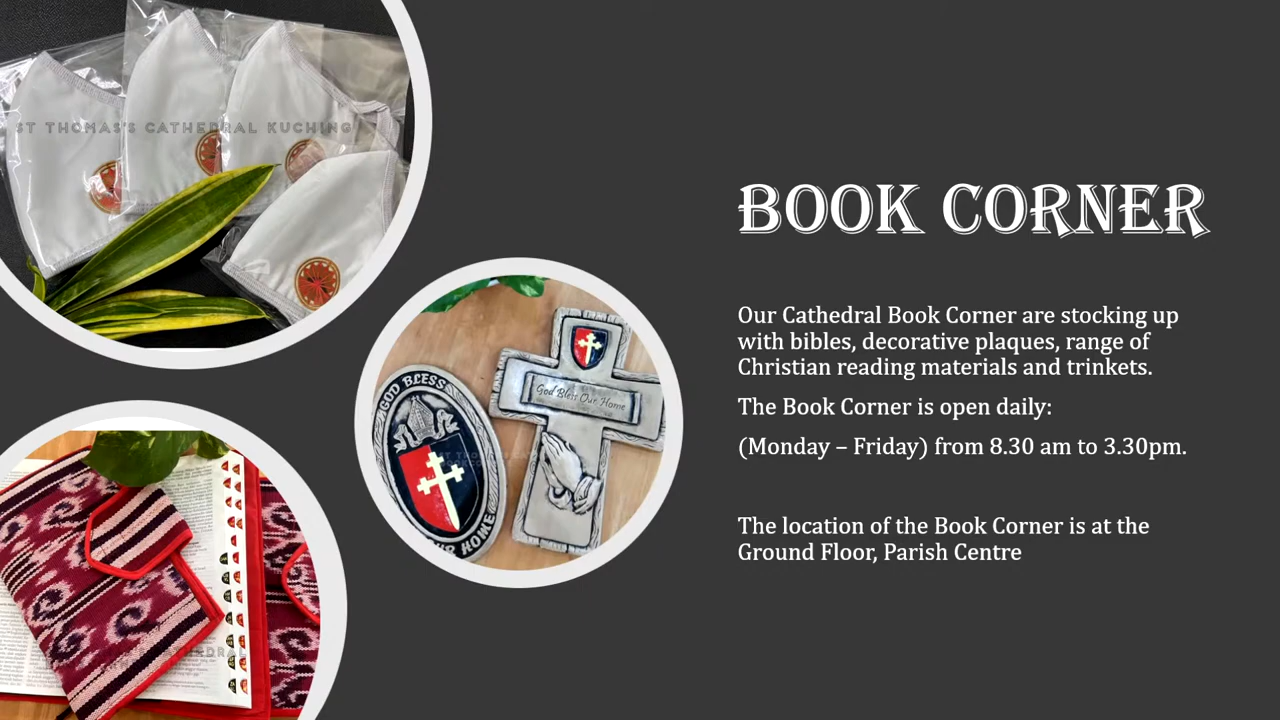 ST THOMAS'S CATHEDRAL KUCHING
BOOK CORNER
Our Cathedral Book Corner are stocking up
with bibles, decorative plaques, range of
Christian reading materials and trinkets.
The Book Corner is open daily:
(Monday – Friday) from 8.30 am to 3.30pm.
The location of the Book Corner is at the
Ground Floor, Parish Centre
GOD BLESS
OUR HOME
God Bless Our Home